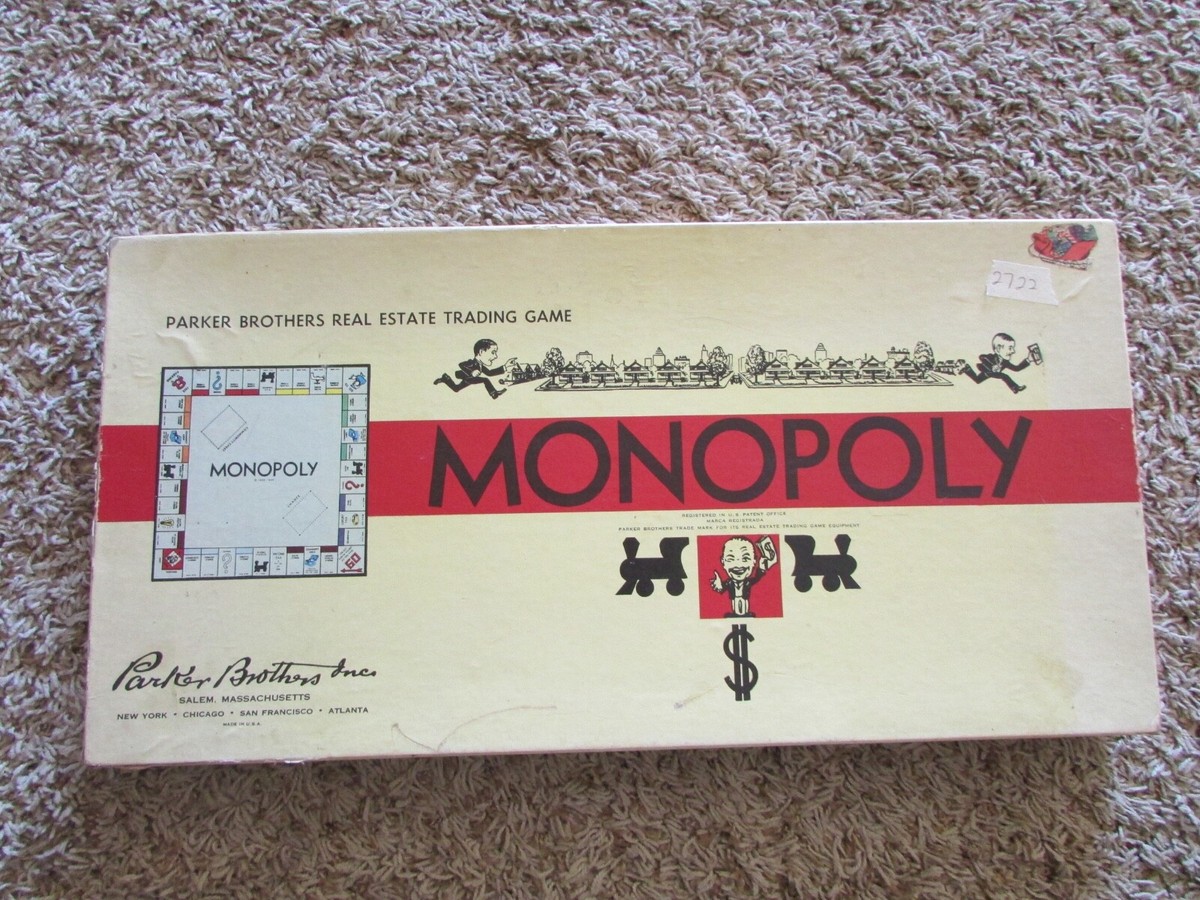 2722
PARKER BROTHERS REAL ESTATE TRADING GAME
MONOPOLY
MONOPOLY
REGISTERED IN U.S. PATENT OFFICE
MARCA REGISTRADA
PARKER BROTHERS TRADE MARK FOR ITS REAL ESTATE TRADING GAME EQUIPMENT
$
Parker Brothers Inc.
SALEM, MASSACHUSETTS
NEW YORK • CHICAGO • SAN FRANCISCO • ATLANTA
MADE IN U.S.A.